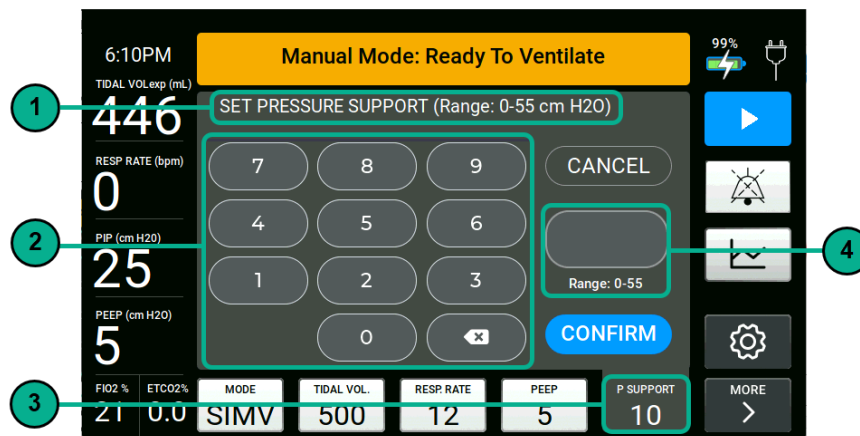 6:10PM
Manual Mode: Ready To Ventilate
99%
TIDAL VOLexp (mL)
446
1
SET PRESSURE SUPPORT (Range: 0-55 cm H2O)
RESP RATE (bpm)
0
7 8 9
CANCEL
2
PIP (cm H20)
25
4 5 6
4
1 2 3
Range: 0-55
PEEP (cm H2O)
5
0
CONFIRM
3
FIO2 % ETCO2%
21 0.0
MODE
SIMV
TIDAL VOL.
500
RESP. RATE
12
PEEP
5
P SUPPORT
10
MORE